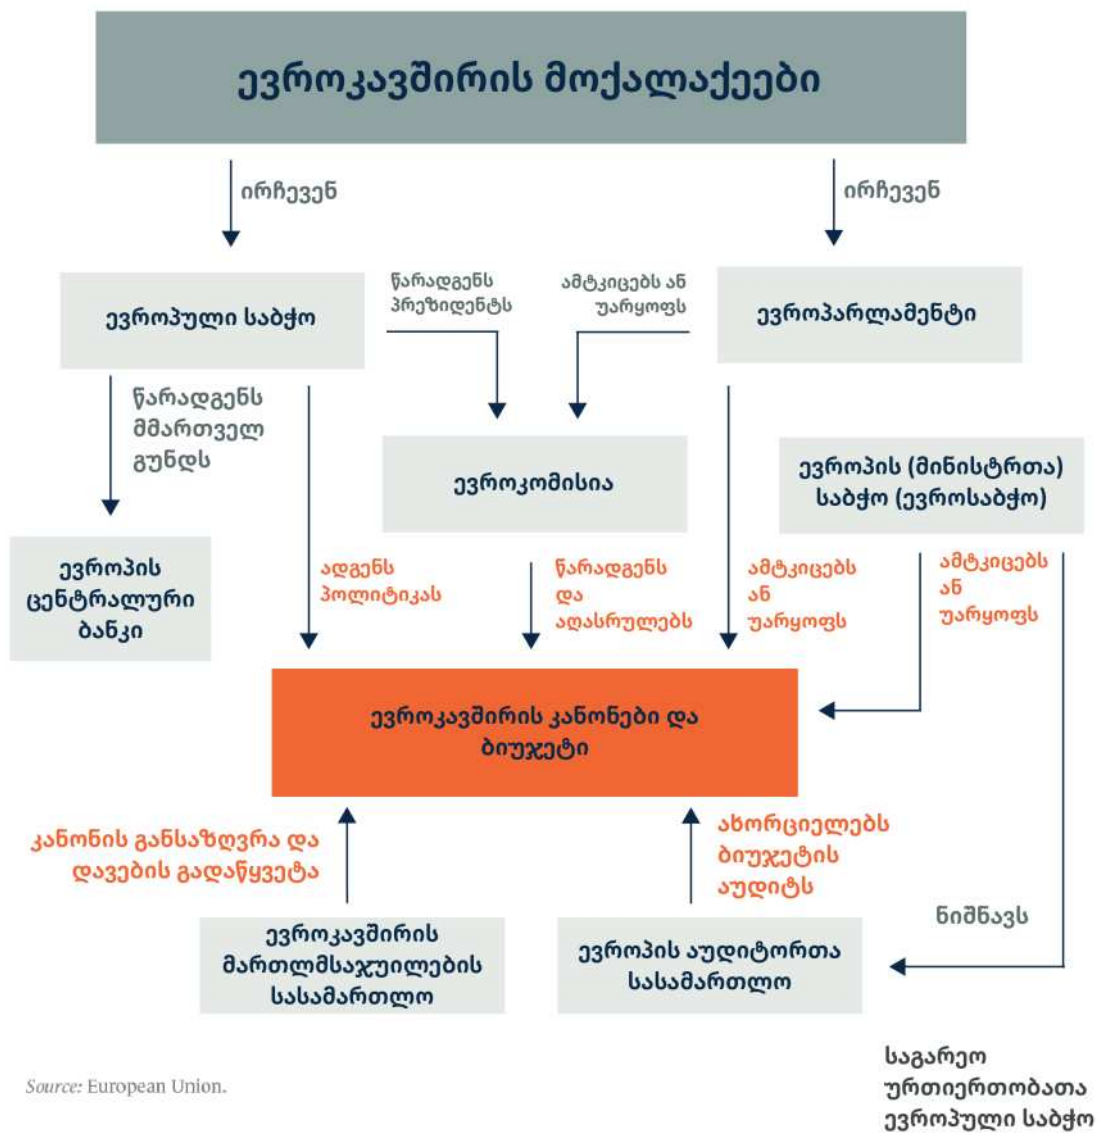 ევროკავშირის მოქალაქეები
ირჩევენ
ირჩევენ
ევროპული საბჭო
წარადგენს
პრეზიდენტს
ამტკიცებს ან
უარყოფს
ევროპარლამენტი
წარადგენს
მმართველ
გუნდს
ევროკომისია
ევროპის (მინისტრთა)
საბჭო (ევროსაბჭო)
ევროპის
ცენტრალური
ბანკი
ადგენს
პოლიტიკას
წარადგენს
და
აღასრულებს
ამტკიცებს
ან
უარყოფს
ამტკიცებს
ან
უარყოფს
ევროკავშირის კანონები და
ბიუჯეტი
კანონის განსაზღვრა და
დავების გადაწყვეტა
ახორციელებს
ბიუჯეტის
აუდიტს
ნიშნავს
ევროკავშირის
მართლმსაჯუილების
სასამართლო
ევროპის აუდიტორთა
სასამართლო
Source: European Union.
საგარეო
ურთიერთობათა
ევროპული საბჭო